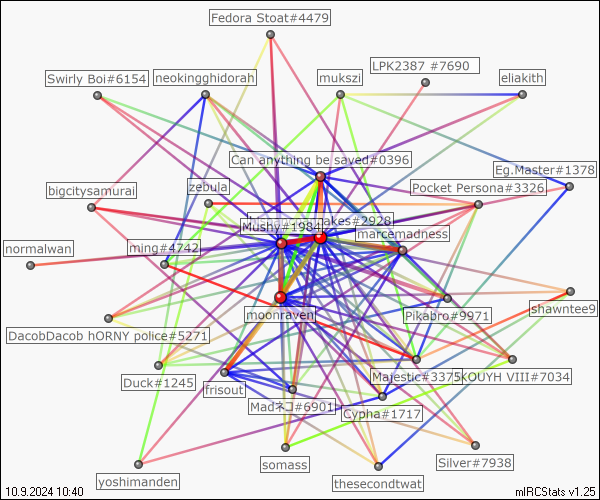 Fedora Stoat#4479
LPK2387 #7690
Swirly Boi#6154
neokingghidorah
mukszi
eliakith
Can anything be saved#0396
Eg.Master#1378
zebula
Pocket Persona#3326
bigcitysamurai
Mushy#1984
akes#2928
marcemadness
normalwan
ming#4742
moonraven
Pikabro#9971
shawntee9
DacobDacob hORNY police#5271
Majestic#3375
KOUYH VIII#7034
Duck#1245
frisout
Madネコ#6901
Cypha#1717
somass
Silver#7938
yoshimanden
thesecondtwat
10.9.2024 10:40
mIRCStats v1.25